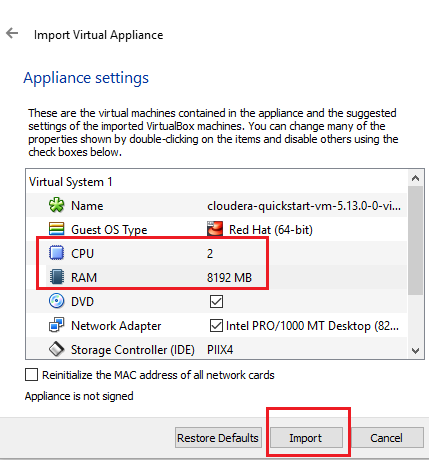 Import Virtual Appliance
Appliance settings
These are the virtual machines contained in the appliance and the suggested
settings of the imported VirtualBox machines. You can change many of the
properties shown by double-clicking on the items and disable others using the
check boxes below.
Virtual System 1
Name cloudera-quickstart-vm-5.13.0-0-vi...
Guest OS Type Red Hat (64-bit)
CPU 2
RAM 8192 MB
DVD
Network Adapter Intel PRO/1000 MT Desktop (82...
Storage Controller (IDE) PIIX4
Reinitialize the MAC address of all network cards
Appliance is not signed
Restore Defaults Import Cancel